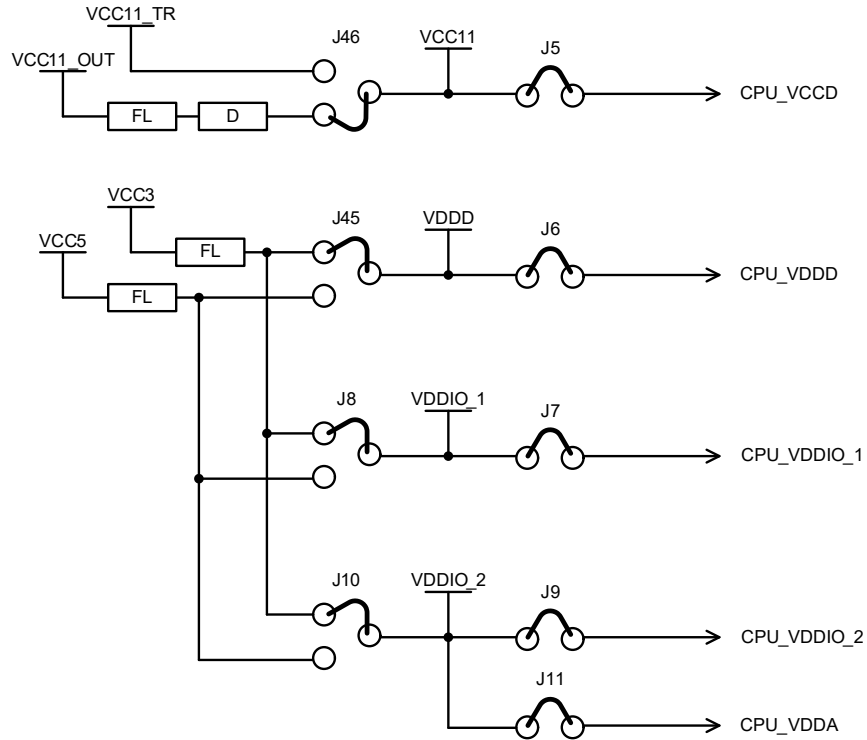 VCC11_TR
J46
VCC11
J5
VCC11_OUT
FL
D
CPU_VCCD
VCC3
J45
VDDD
J6
VCC5
FL
CPU_VDDD
FL
J8
VDDIO_1
J7
CPU_VDDIO_1
J10
VDDIO_2
J9
CPU_VDDIO_2
J11
CPU_VDDA